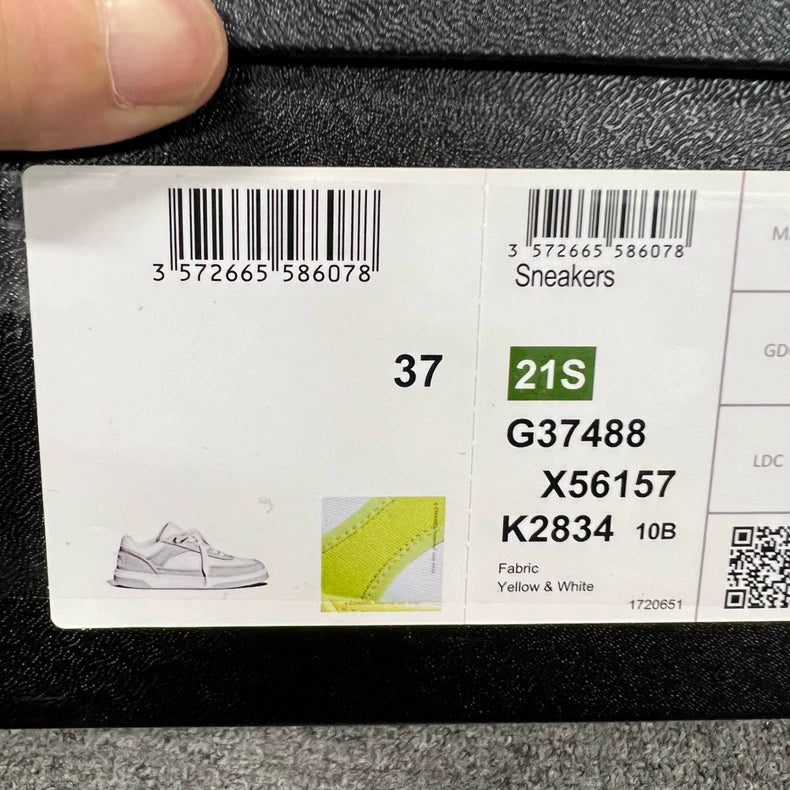 3 572665 586078
37
3 572665 586078
Sneakers
21S
G37488
X56157
K2834 10B
Fabric
Yellow & White
1720651
LDC